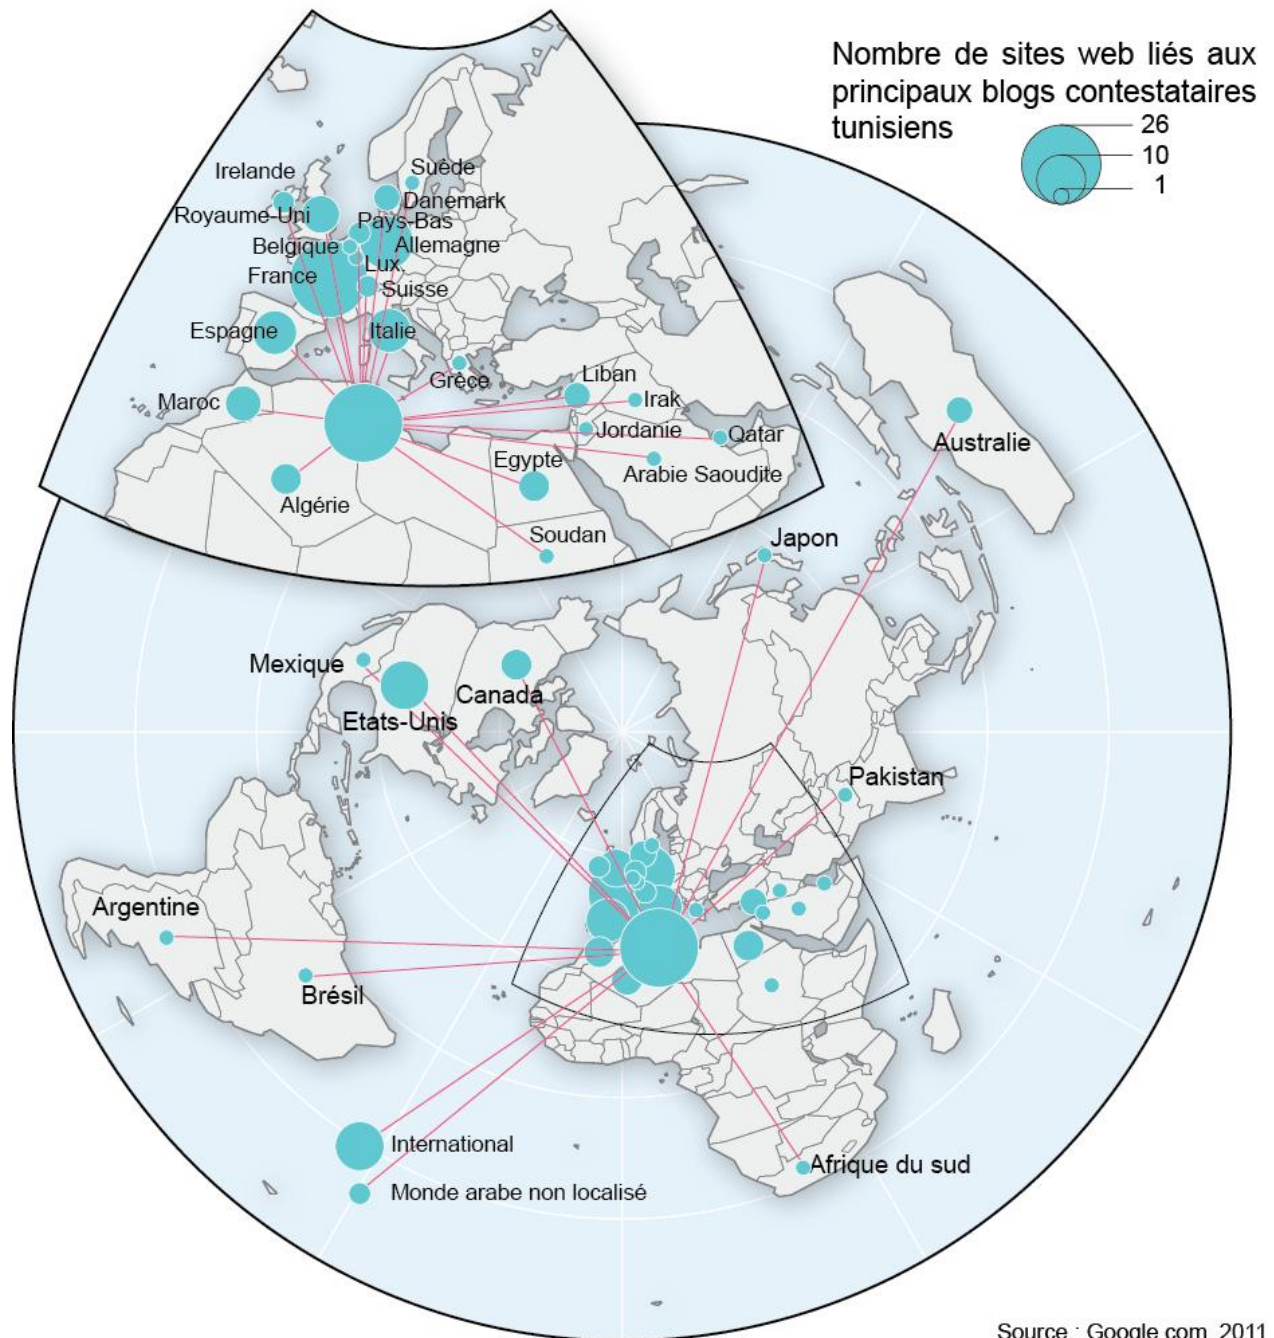 Nombre de sites web liés aux
principaux blogs contestataires
tunisiens
26
10
1
Irelande
Suède
Royaume-Uni
Danemark
Pays-Bas
Belgique
Allemagne
Lux.
France
Suisse
Espagne
Italie
Grèce
Liban
Maroc
Irak
Jordanie
Qatar
Egypte
Arabie Saoudite
Algérie
Soudan
Australie
Japon
Mexique
Canada
Etats-Unis
Pakistan
Argentine
Brésil
International
Afrique du sud
Monde arabe non localisé
Source : Google.com, 2011